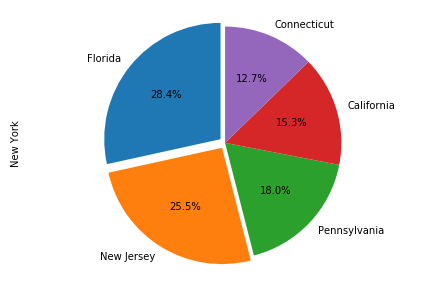 Connecticut
Florida
12.7%
28.4%
California
15.3%
New York
18.0%
25.5%
Pennsylvania
New Jersey